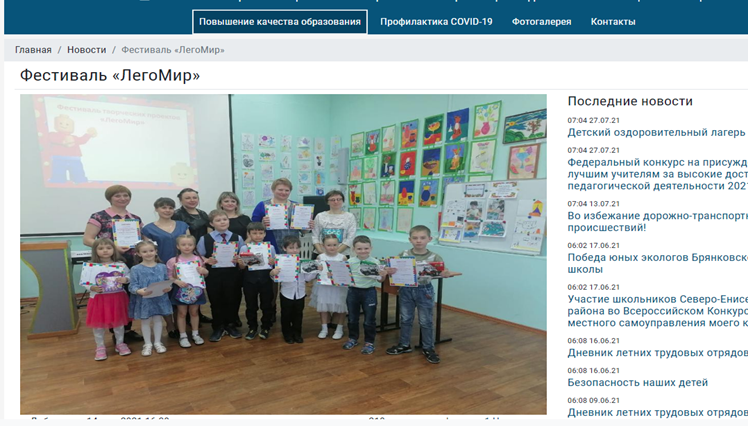 Повышение качества образования
Профилактика COVID-19
Фотогалерея
Контакты
Главная / Новости / Фестиваль «ЛегоМир»
Фестиваль «ЛегоМир»
Фестиваль
«ЛегоМир»
Последние новости
07:04 27.07.21
Детский оздоровительный лагерь
07:04 27.07.21
Федеральный конкурс на присужд
лучшим учителям за высокие дост
педагогической деятельности 202
07:04 13.07.21
Во избежание дорожно-транспортн
происшествий!
06:02 17.06.21
Победа юных экологов Брянковско
школы
06:02 17.06.21
Участие школьников Северо-Енисе
района во Всероссийском Конкурс
местного самоуправления моего к
06:08 16.06.21
Дневник летних трудовых отрядов
06:08 16.06.21
Безопасность наших детей
06:08 09.06.21
Дневник летних трудовых отрядов